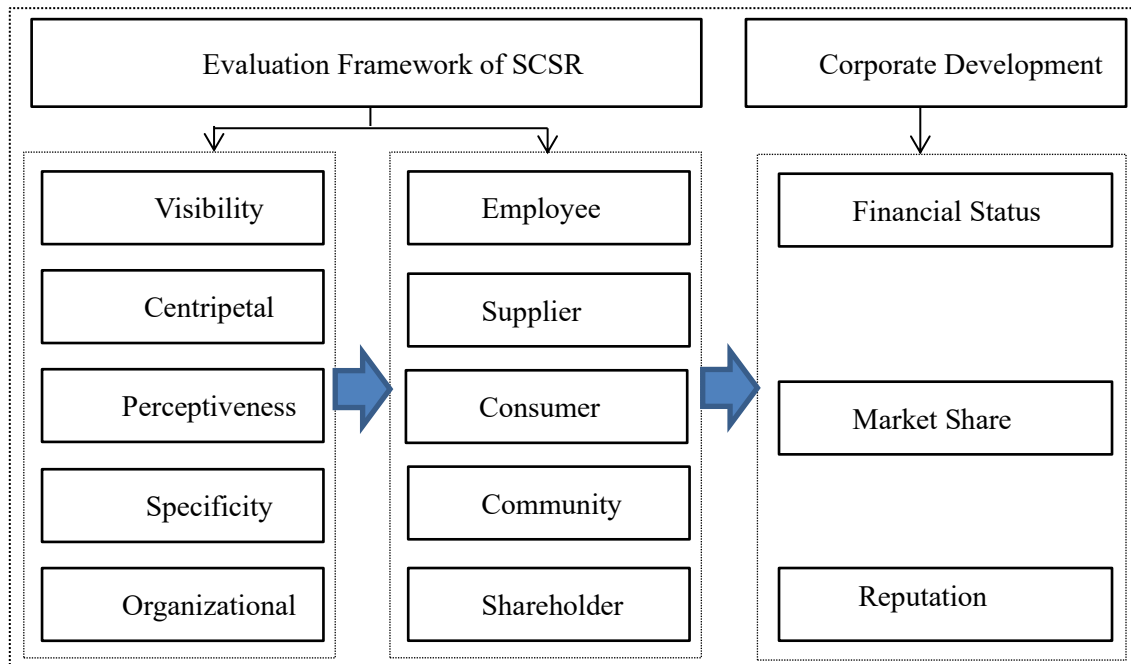 Evaluation Framework of SCSR
Corporate Development
Visibility
Centripetal
Perceptiveness
Specificity
Organizational
Employee
Supplier
Consumer
Community
Shareholder
Financial Status
Market Share
Reputation